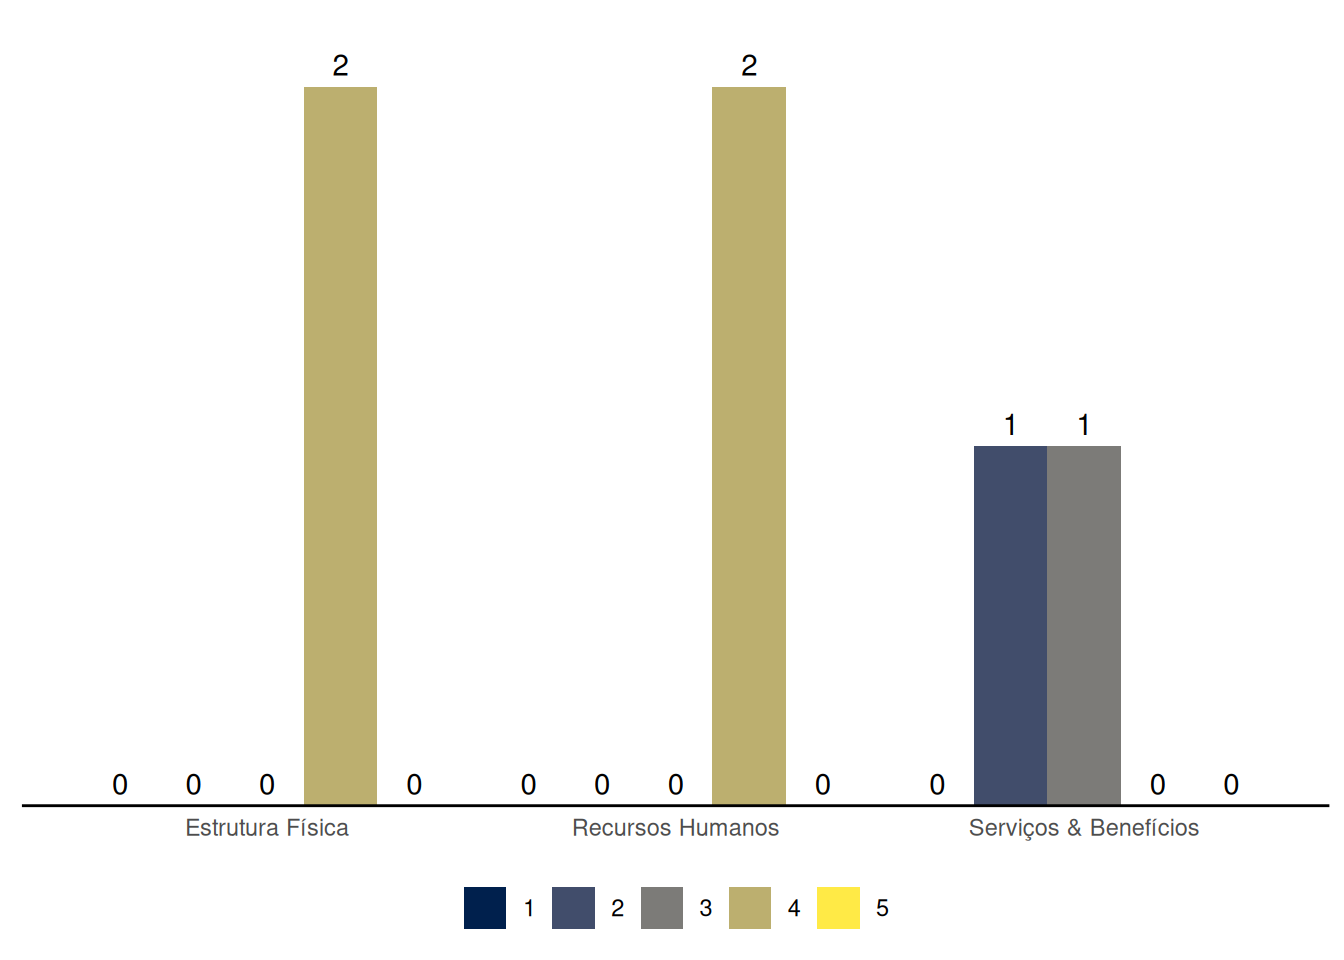 2 2
1 1
0 0 0 0 0 0 0 0 0 0 0
Estrutura Física Recursos Humanos Serviços & Benefícios
1 2 3 4 5